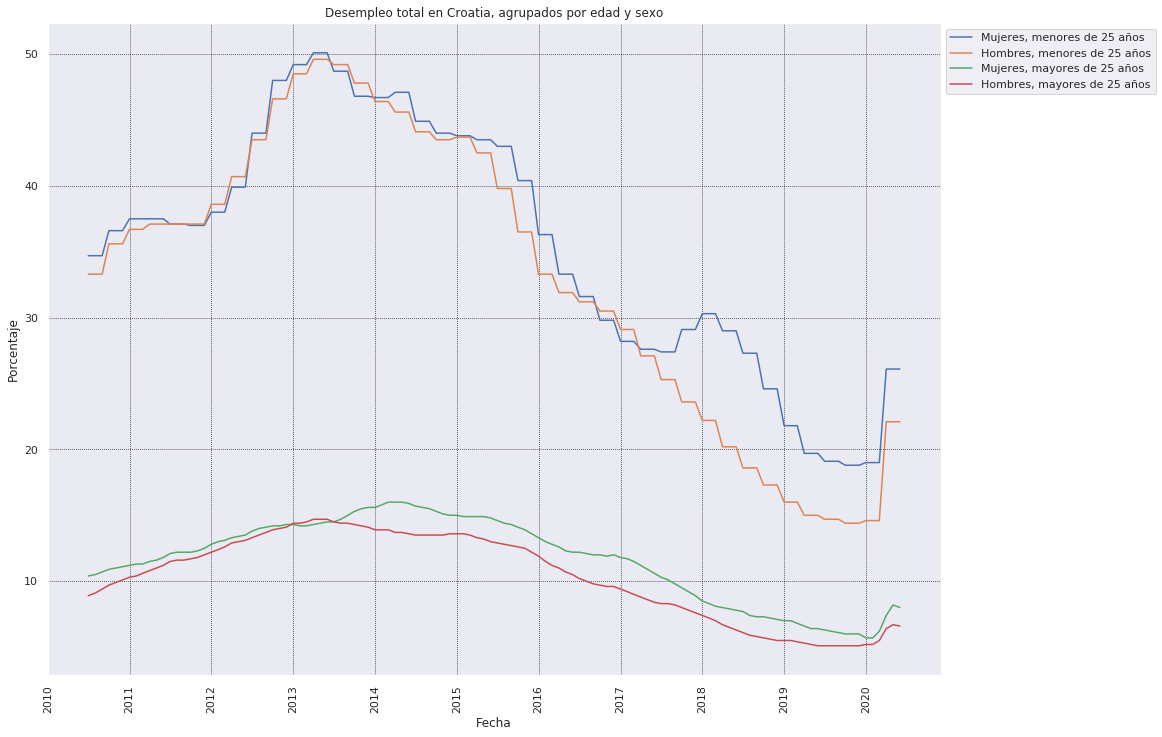 Desempleo total en Croatia, agrupados por edad y sexo
Mujeres, menores de 25 años
Hombres, menores de 25 años
Mujeres, mayores de 25 años
Hombres, mayores de 25 años
Porcentaje
50
40
30
20
10
2010
2011
2012
2013
2014
2015
2016
2017
2018
2019
2020
Fecha